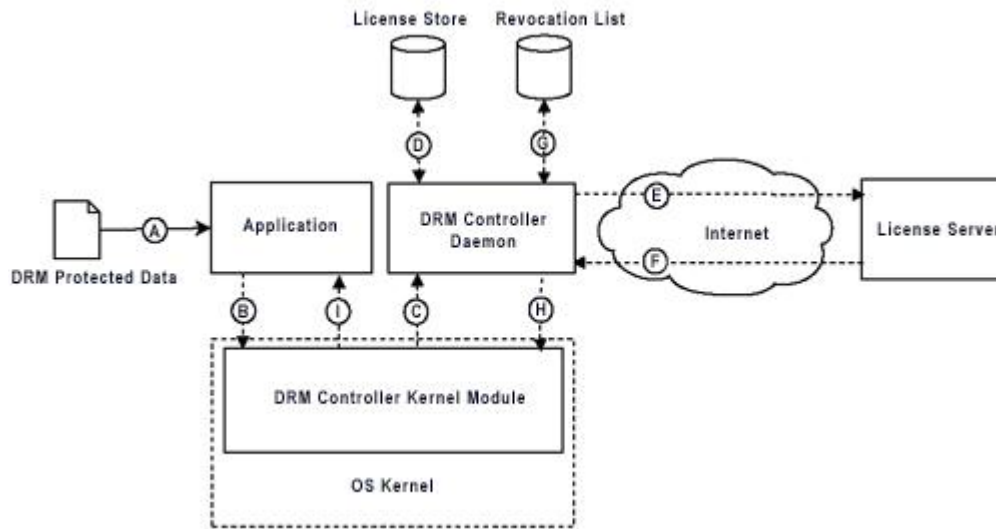 License Store
Revocation List
D
G
DRM Protected Data
A
Application
DRM Controller
Daemon
E
Internet
F
License Server
B
I
C
H
DRM Controller Kernel Module
OS Kernel